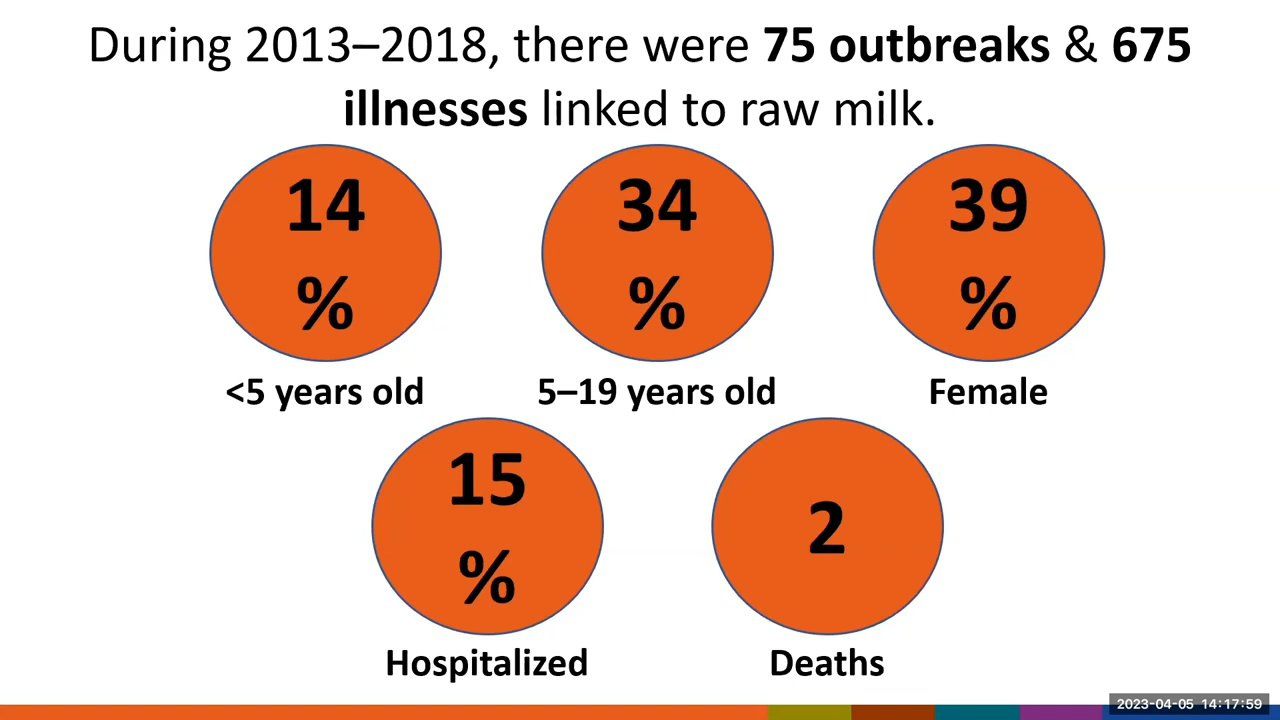 During 2013–2018, there were 75 outbreaks & 675
illnesses linked to raw milk.
14
%
34
%
39
%
<5 years old
5–19 years old
Female
15
%
2
Hospitalized
Deaths
2023-04-05 14:17:59